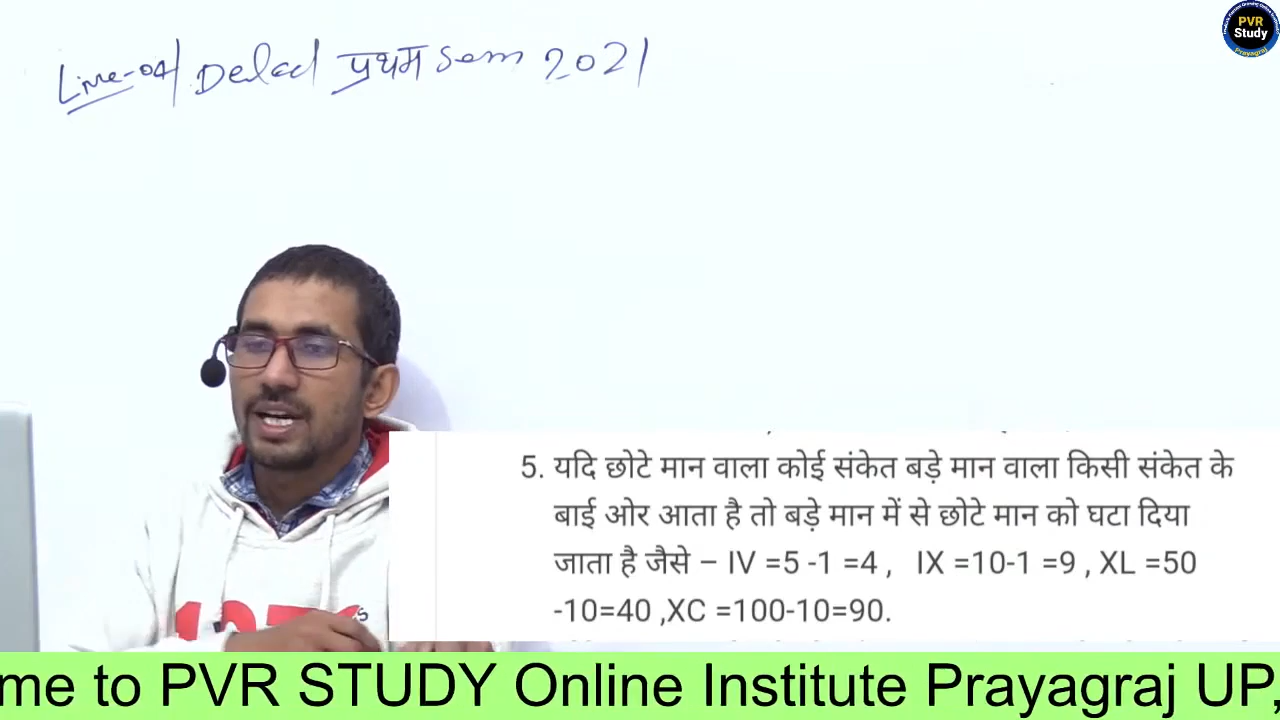 Live-04 Deled प्रथम Sem 2021
PVR
Study
Prayagraj
5. यदि छोटे मान वाला कोई संकेत बड़े मान वाला किसी संकेत के
बाई ओर आता है तो बड़े मान में से छोटे मान को घटा दिया
जाता है जैसे – IV =5 -1 =4 , IX =10-1 =9 , XL =50
-10=40 ,XC =100-10=90.
me to PVR STUDY Online Institute Prayagraj UP,